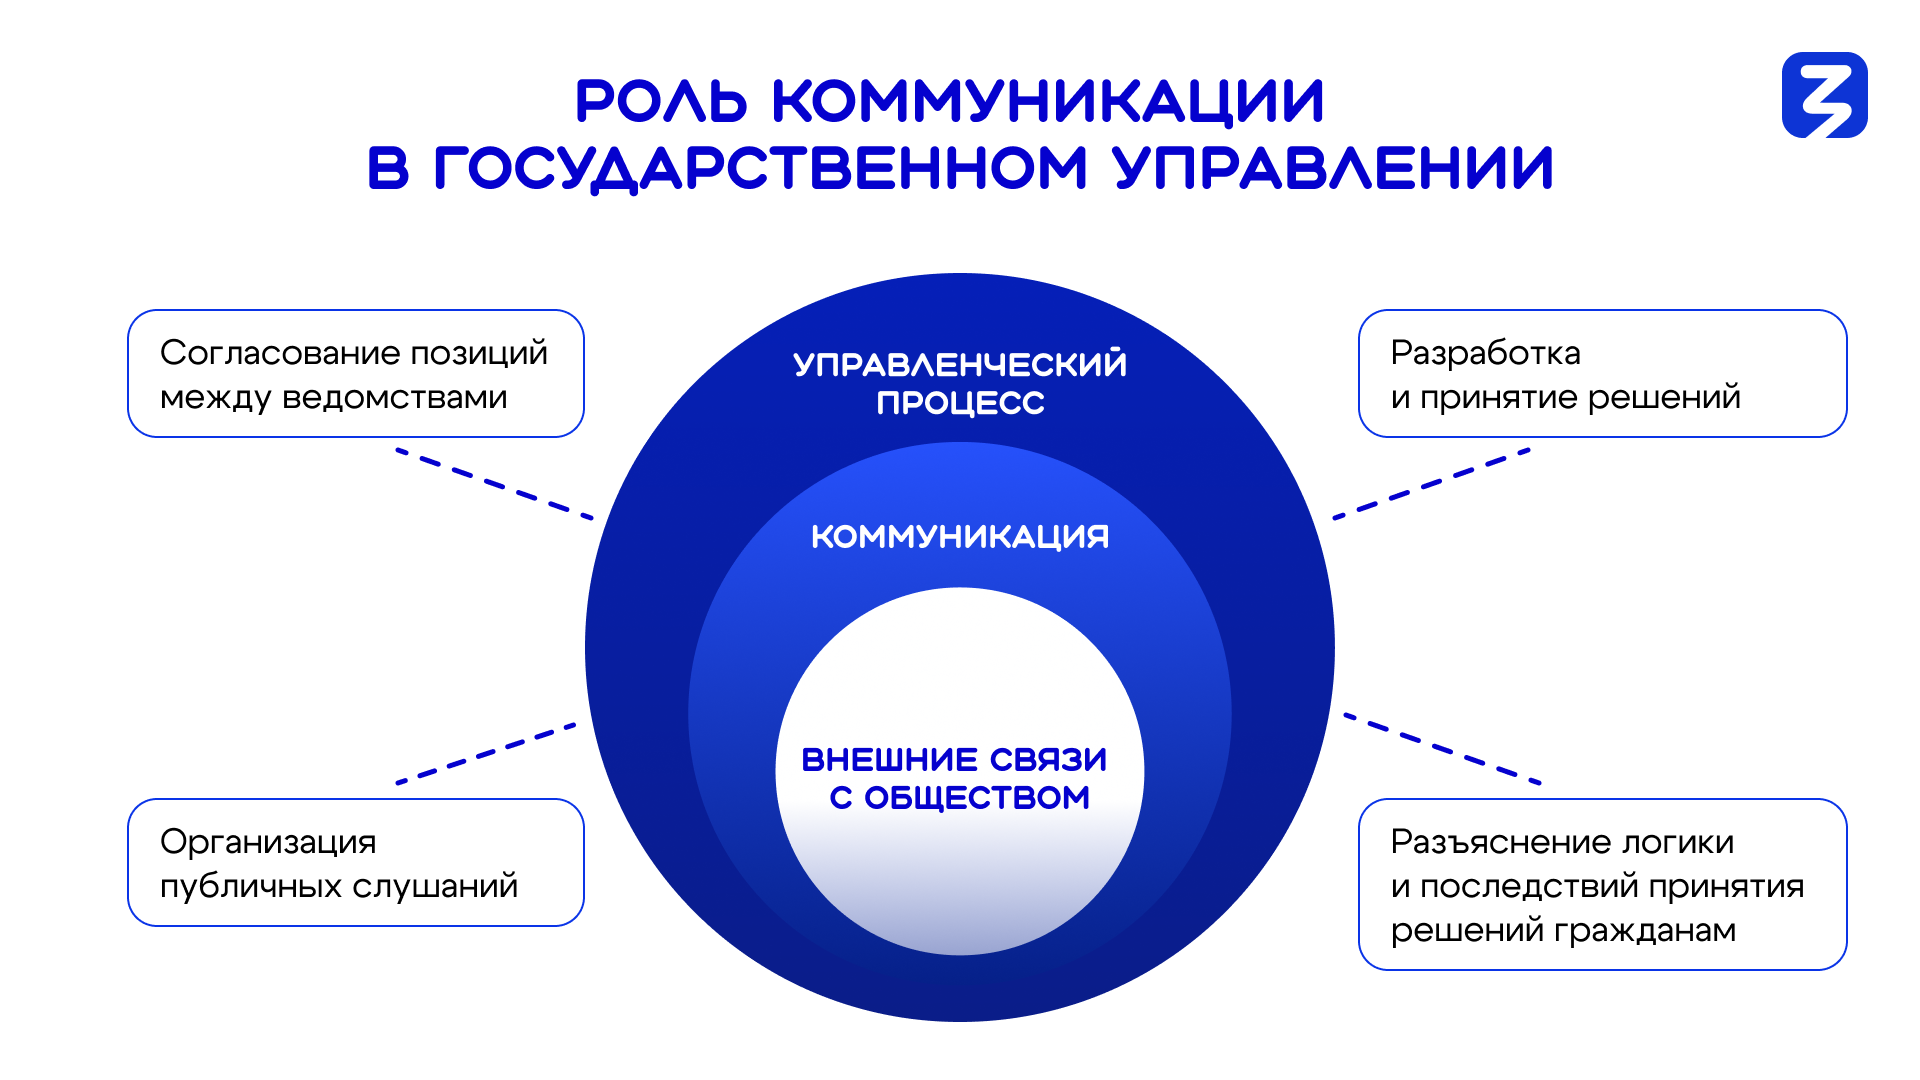 РОЛЬ КОММУНИКАЦИИ
В ГОСУДАРСТВЕННОМ УПРАВЛЕНИИ
Согласование позиций
между ведомствами
Разработка
и принятие решений
УПРАВЛЕНЧЕСКИЙ
ПРОЦЕСС
КОММУНИКАЦИЯ
ВНЕШНИЕ СВЯЗИ
С ОБЩЕСТВОМ
Организация
публичных слушаний
Разъяснение логики
и последствий принятия
решений гражданам